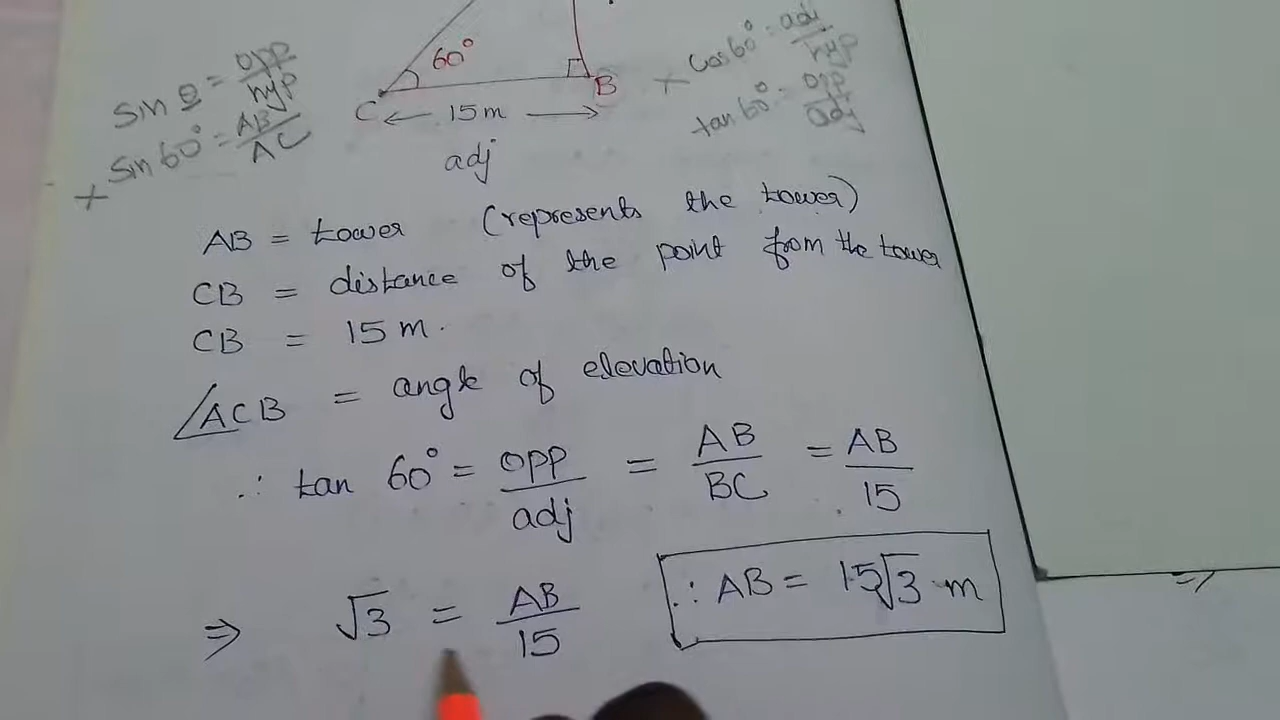 60°
C
B
← 15 m →
adj
sin θ = opp/hyp
sin 60° = AB/AC
×
× cos 60° = adj/hyp
tan 60° = opp/adj
AB = tower (represents the tower)
CB = distance of the point from the tower
CB = 15 m.
∠ACB = angle of elevation
∴ tan 60° = opp/adj = AB/BC = AB/15
⇒ √3 = AB/15
∴ AB = 15√3 m
⇒